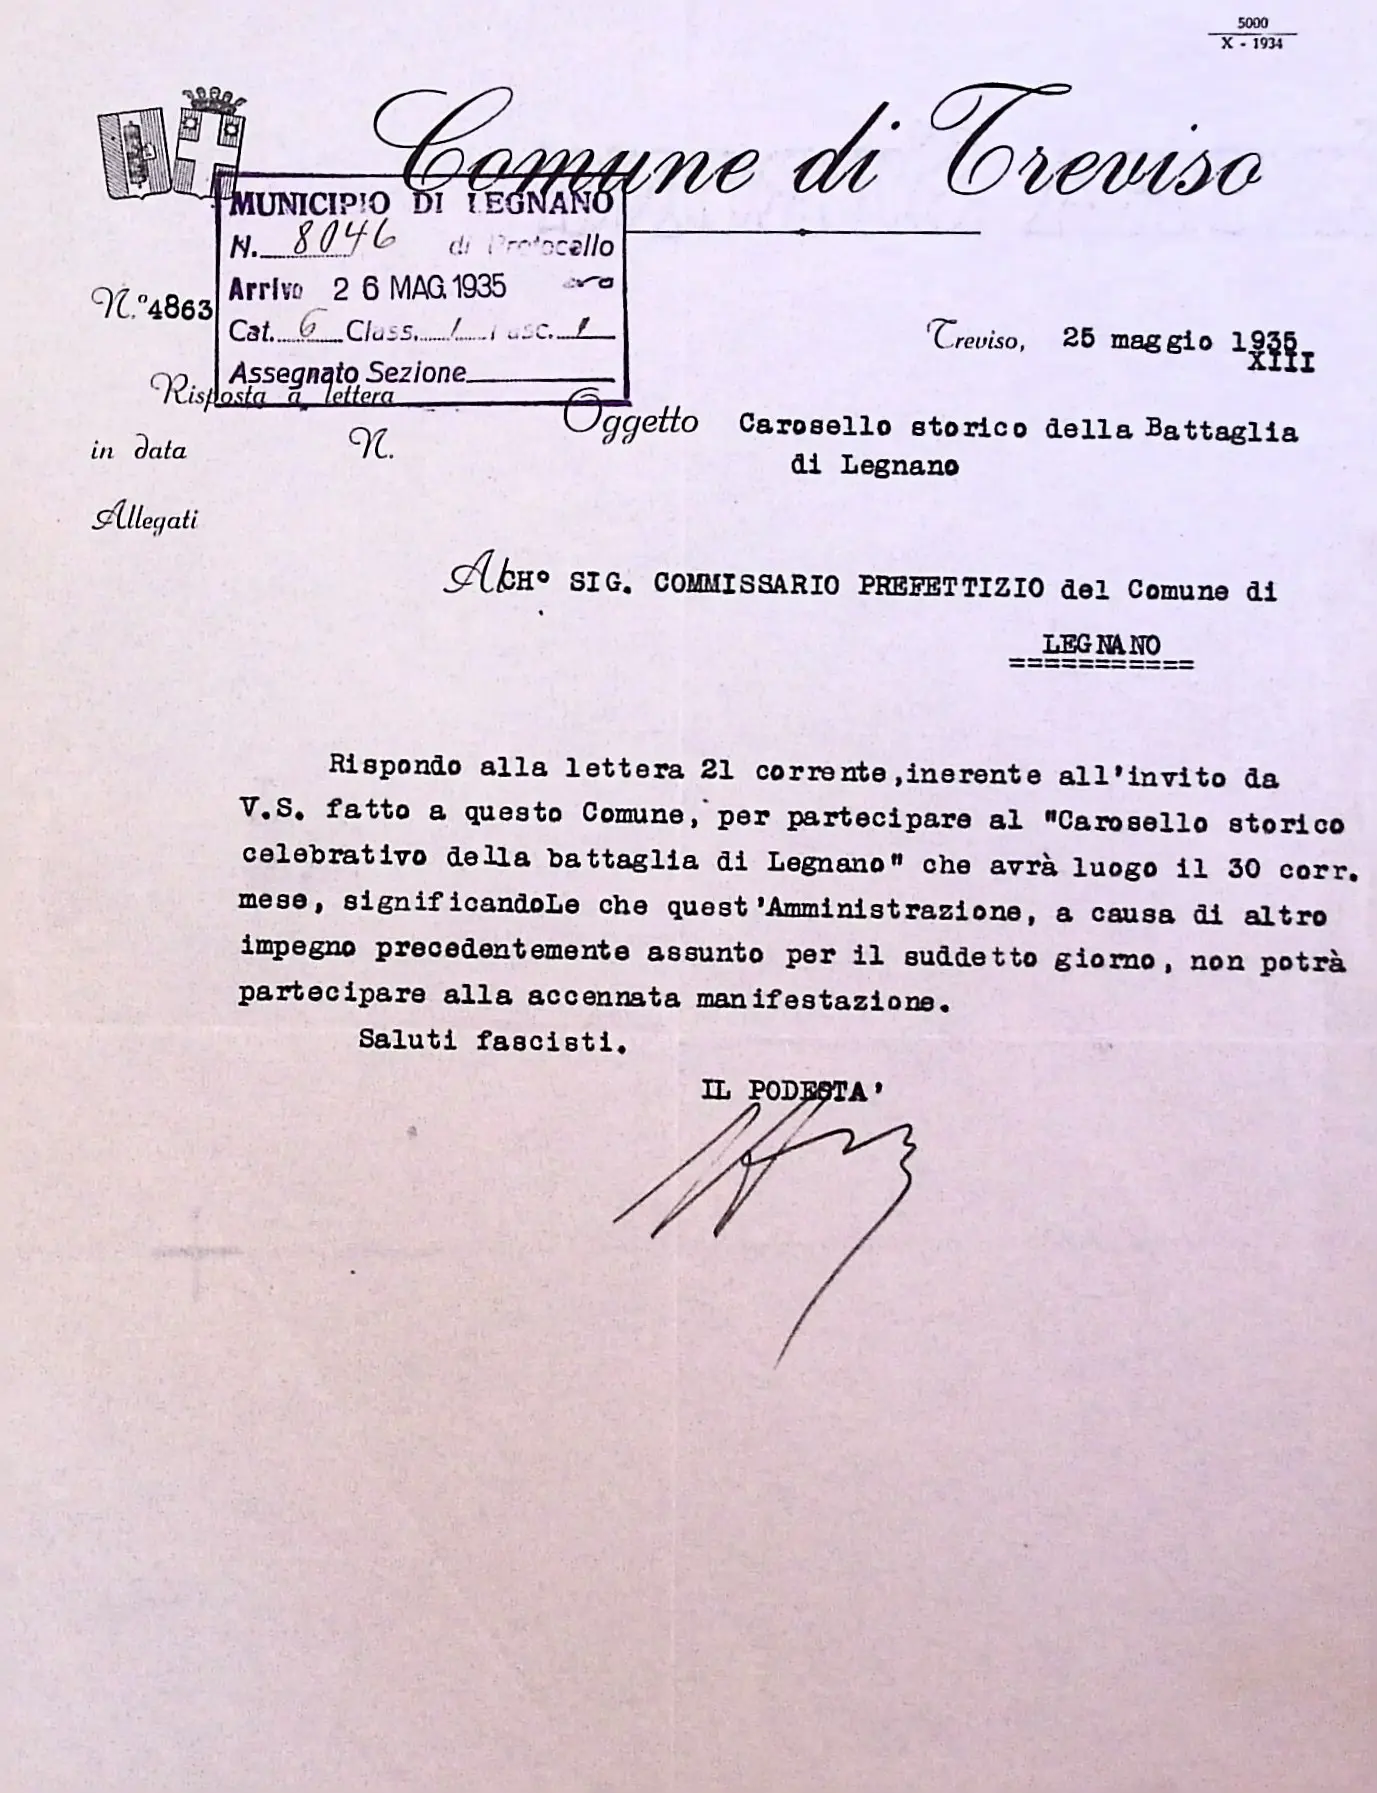 5000
X - 1934
Comune di Treviso
MUNICIPIO DI LEGNANO
N. 8046 di Protocollo
Arrivo 26 MAG. 1935
Cat. 6 Class. 1 Fasc. 1
Assegnato Sezione
N.° 4863
Treviso, 25 maggio 1935
XIII
Risposta a lettera
in data N.
Allegati
Oggetto Carosello storico della Battaglia
di Legnano
SIG. COMMISSARIO PREFETTIZIO del Comune di
LEGNANO
===========
Rispondo alla lettera 21 corrente,inerente all'invito da
V.S. fatto a questo Comune, per partecipare al "Carosello storico
celebrativo della battaglia di Legnano" che avrà luogo il 30 corr.
mese, significandoLe che quest'Amministrazione, a causa di altro
impegno precedentemente assunto per il suddetto giorno, non potrà
partecipare alla accennata manifestazione.
Saluti fascisti.
IL PODESTA'